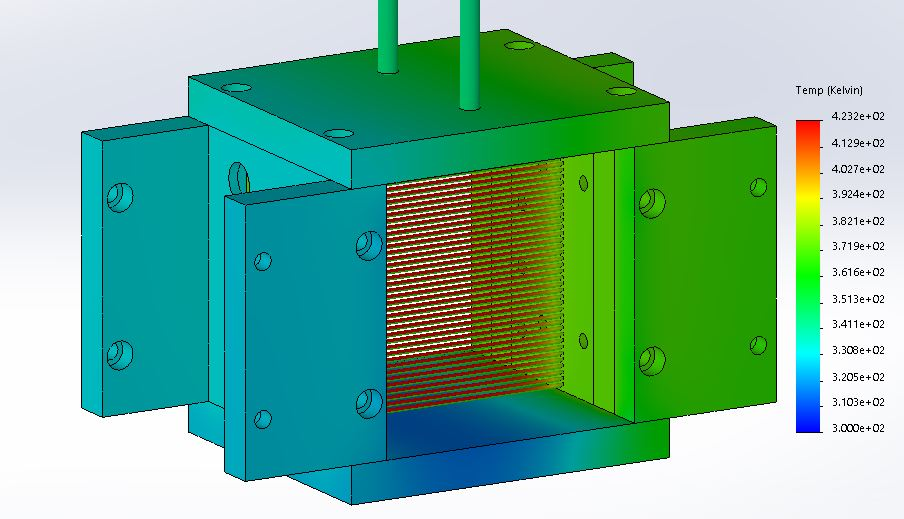 Temp (Kelvin)
4.232e+02
4.129e+02
4.027e+02
3.924e+02
3.821e+02
3.719e+02
3.616e+02
3.513e+02
3.411e+02
3.308e+02
3.205e+02
3.103e+02
3.000e+02